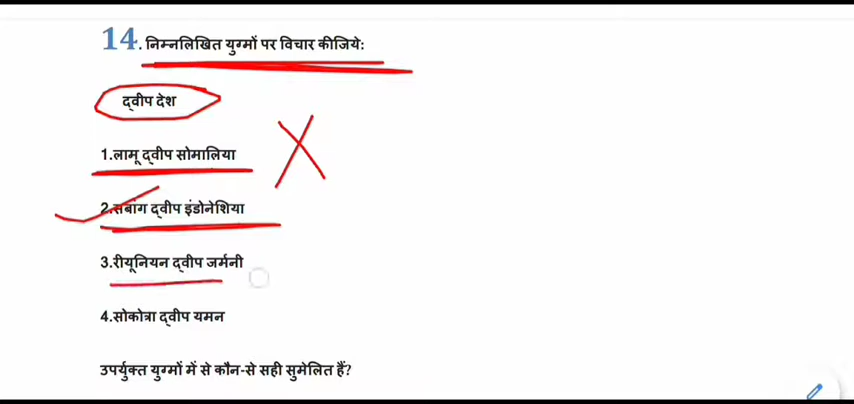 14. निम्नलिखित युग्मों पर विचार कीजिये:
द्वीप देश
1.लामू द्वीप सोमालिया
2.सबांग द्वीप इंडोनेशिया
3.रीयूनियन द्वीप जर्मनी
4.सोकोत्रा द्वीप यमन
उपर्युक्त युग्मों में से कौन-से सही सुमेलित हैं?